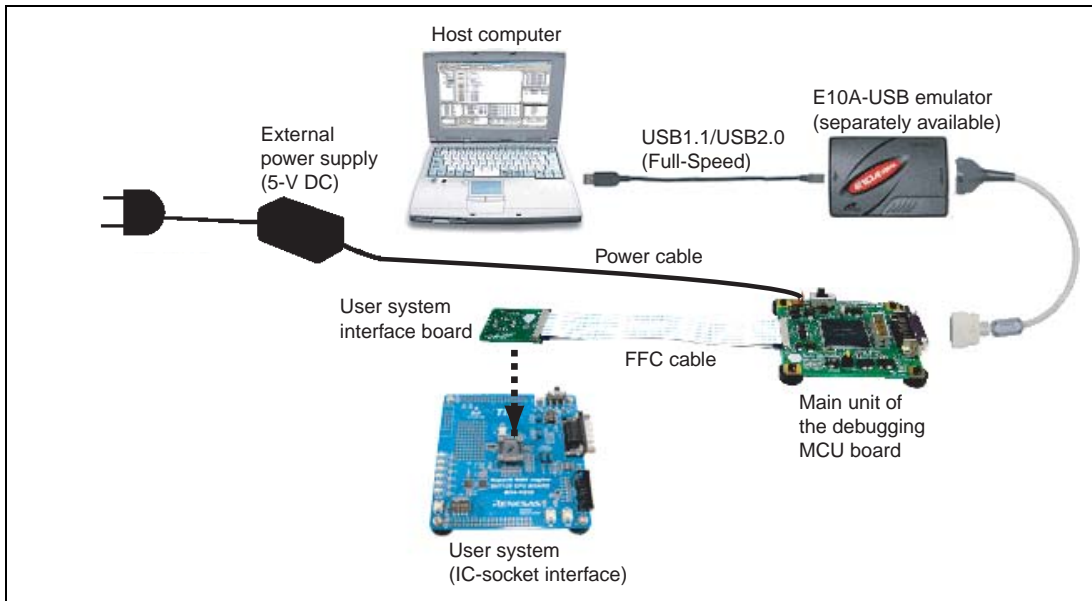 Host computer
E10A-USB emulator
(separately available)
USB1.1/USB2.0
(Full-Speed)
External
power supply
(5-V DC)
Power cable
User system
interface board
FFC cable
Main unit of
the debugging
MCU board
RENESAS
User system
(IC-socket interface)